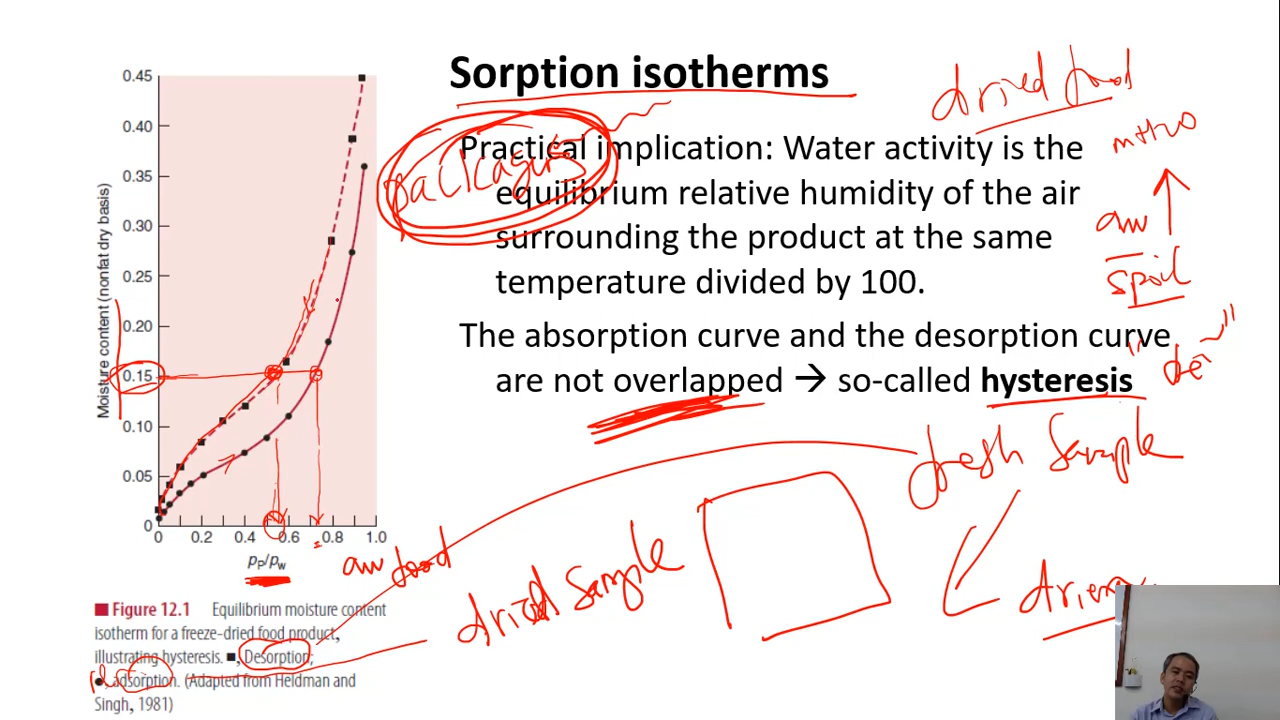 Sorption isotherms
dried food
Practical implication: Water activity is the
equilibrium relative humidity of the air
surrounding the product at the same
temperature divided by 100.
packaging
aw
spoil
The absorption curve and the desorption curve
are not overlapped → so-called hysteresis
fresh sample
dried sample
aw food
0.45
0.40
0.35
0.30
0.25
0.20
0.15
0.10
0.05
0
0 0.2 0.4 0.6 0.8 1.0
Moisture content (nonfat dry basis)
pP/pw
Figure 12.1 Equilibrium moisture content
isotherm for a freeze-dried food product,
illustrating hysteresis. ■, Desorption;
●, adsorption. (Adapted from Heldman and
Singh, 1981)